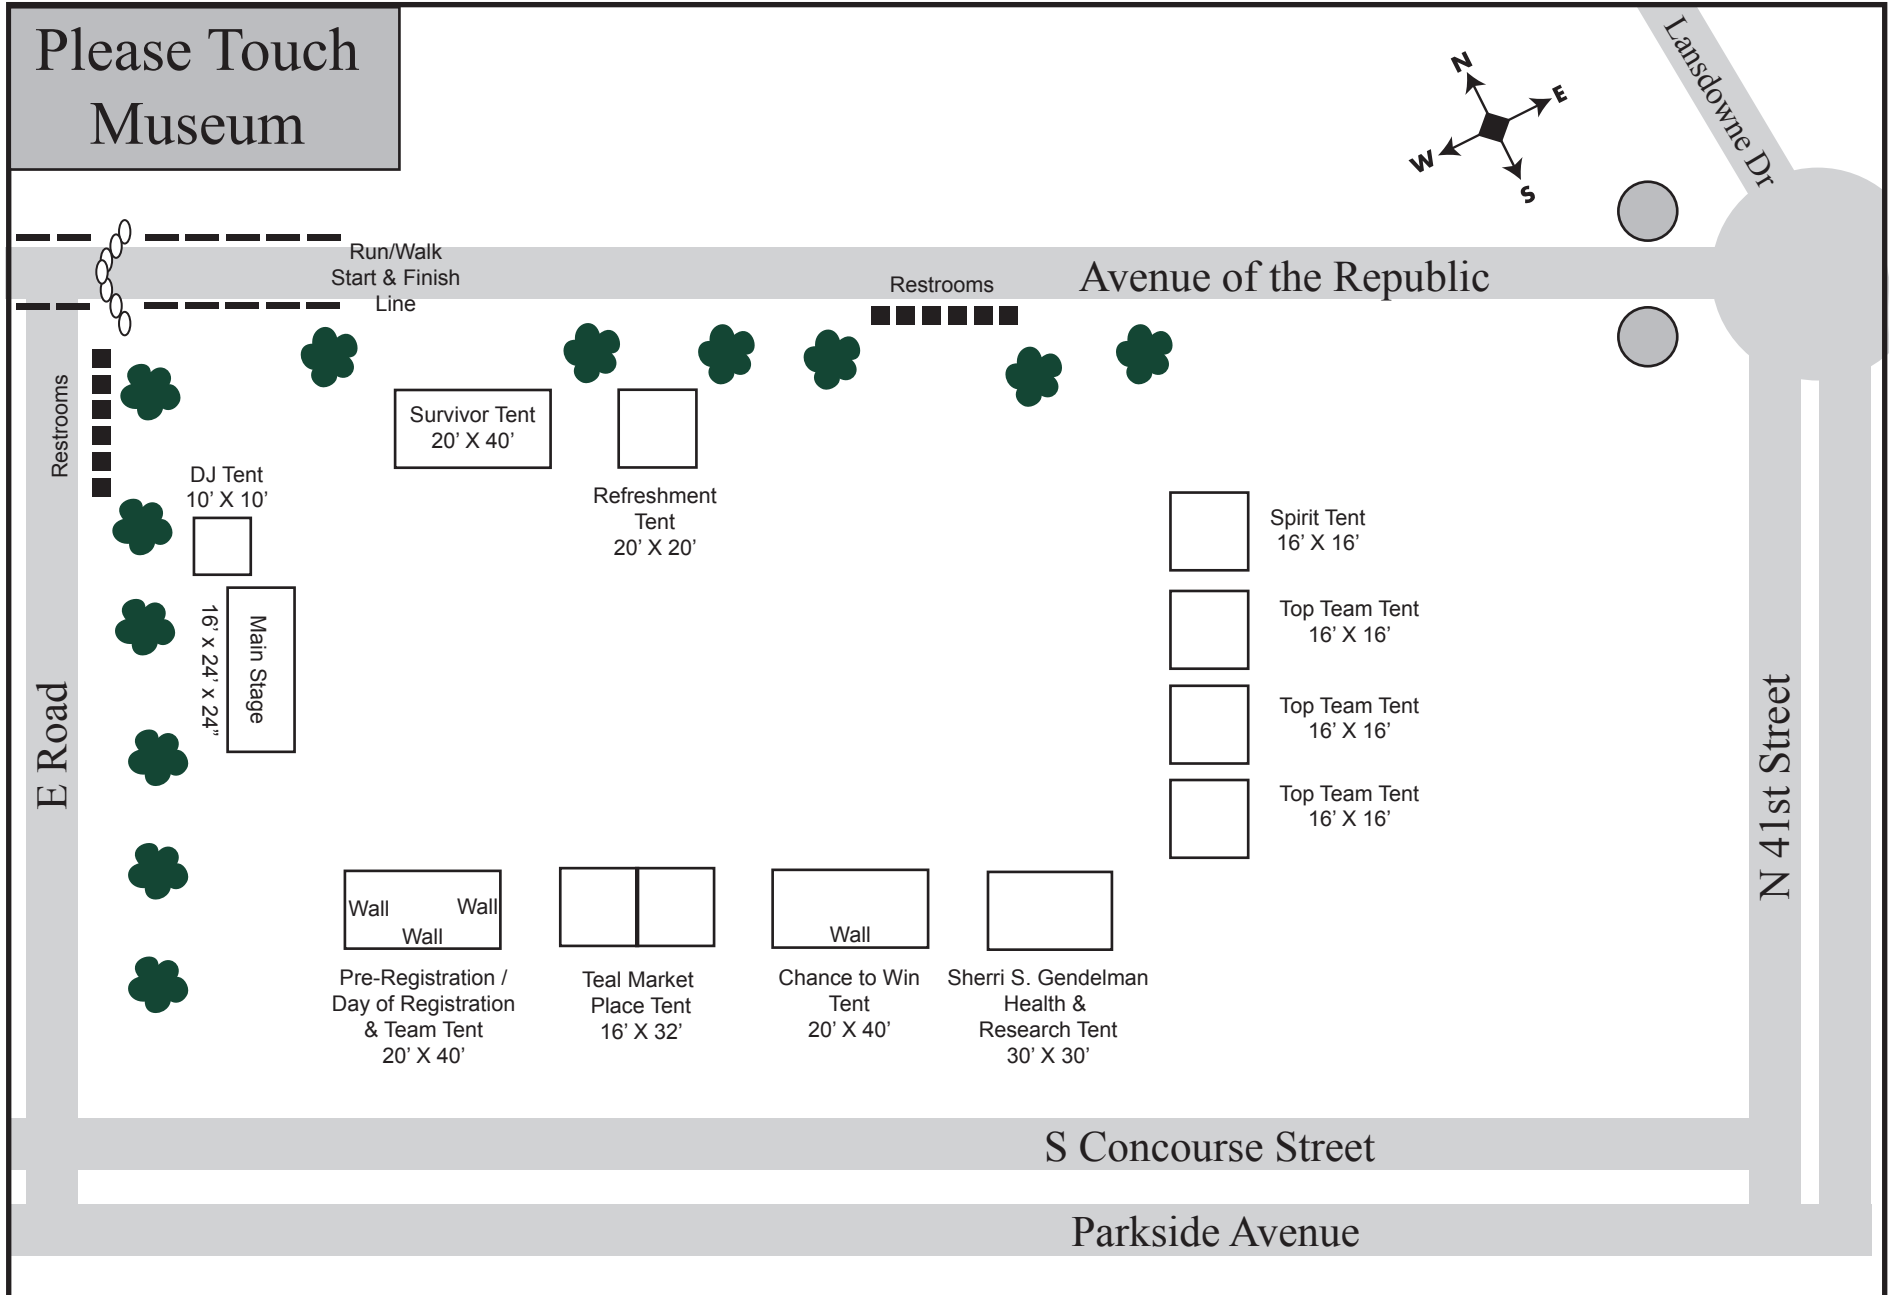 Please Touch
Museum
Lansdowne Dr
N
E
W
S
Run/Walk
Start & Finish
Line
Avenue of the Republic
Restrooms
Restrooms
Survivor Tent
20’ X 40’
DJ Tent
10’ X 10’
Refreshment
Tent
20’ X 20’
Spirit Tent
16’ X 16’
Main Stage
16’ x 24’ x 24”
Top Team Tent
16’ X 16’
Top Team Tent
16’ X 16’
Top Team Tent
16’ X 16’
E Road
N 41st Street
Wall
Wall
Wall
Pre-Registration /
Day of Registration
& Team Tent
20’ X 40’
Teal Market
Place Tent
16’ X 32’
Wall
Chance to Win
Tent
20’ X 40’
Sherri S. Gendelman
Health &
Research Tent
30’ X 30’
S Concourse Street
Parkside Avenue